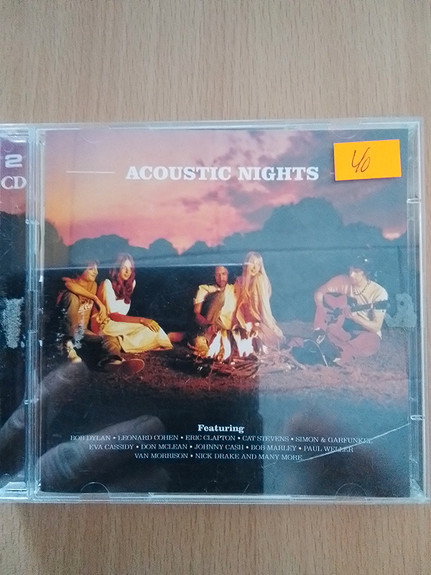 2
CD
ACOUSTIC NIGHTS
40
Featuring
BOB DYLAN • LEONARD COHEN • ERIC CLAPTON • CAT STEVENS • SIMON & GARFUNKEL
EVA CASSIDY • DON MCLEAN • JOHNNY CASH • BOB MARLEY • PAUL WELLER
VAN MORRISON • NICK DRAKE AND MANY MORE